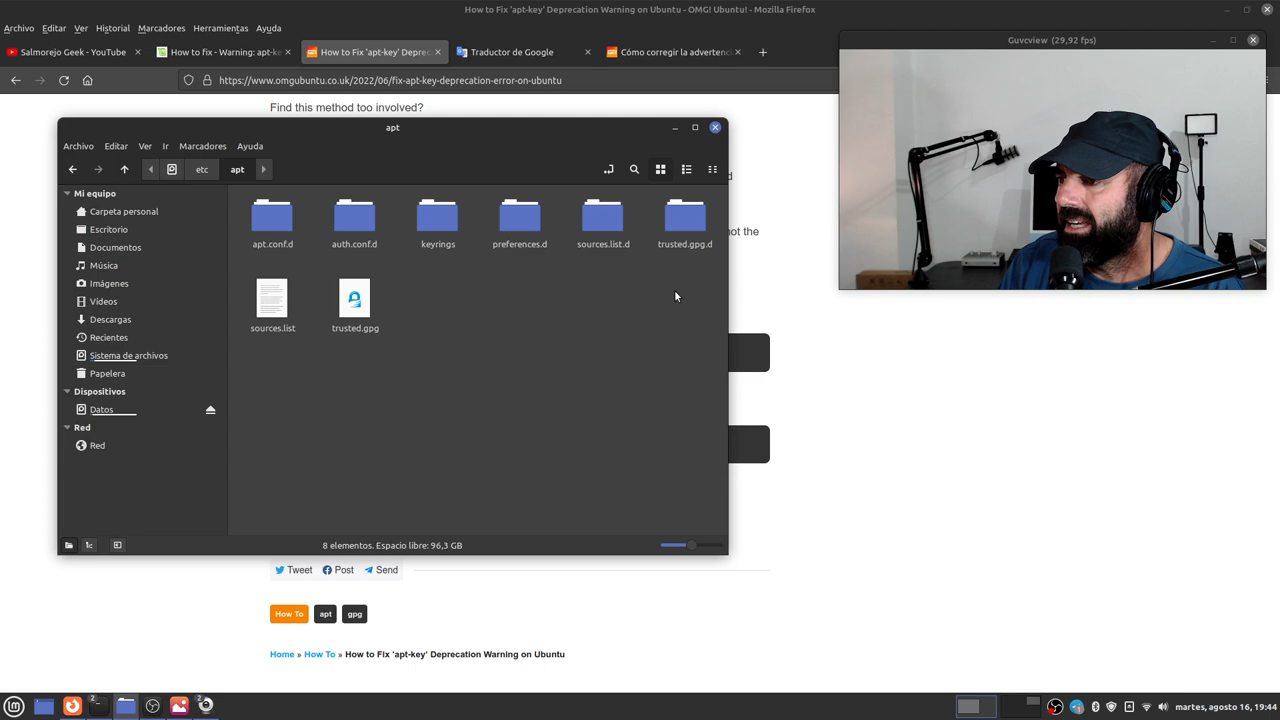 How to Fix 'apt-key' Deprecation Warning on Ubuntu - OMG! Ubuntu! - Mozilla Firefox
Archivo Editar Ver Historial Marcadores Herramientas Ayuda
Salmorejo Geek - YouTube
How to fix - Warning: apt-ke
How to Fix 'apt-key' Deprec
Traductor de Google
Cómo corregir la advertenc
https://www.omgubuntu.co.uk/2022/06/fix-apt-key-deprecation-error-on-ubuntu
Guvcview (29,92 fps)
Find this method too involved?
apt
Archivo Editar Ver Ir Marcadores Ayuda
etc apt
Mi equipo
Carpeta personal
Escritorio
Documentos
Música
Imágenes
Vídeos
Descargas
Recientes
Sistema de archivos
Papelera
Dispositivos
Datos
Red
Red
apt.conf.d auth.conf.d keyrings preferences.d sources.list.d trusted.gpg.d
sources.list trusted.gpg
8 elementos. Espacio libre: 96,3 GB
d
not the
Tweet Post Send
How To apt gpg
Home » How To » How to Fix 'apt-key' Deprecation Warning on Ubuntu
2
2
martes, agosto 16, 19:44